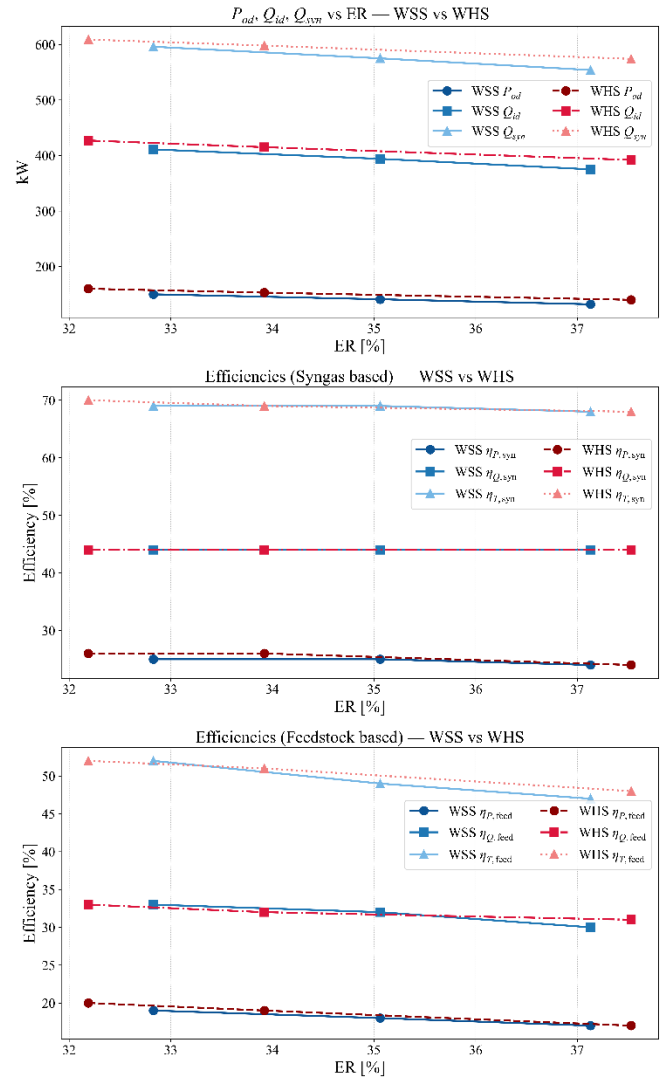 P_od, Q_id, Q_syn vs ER — WSS vs WHS
600
500
400
300
200
kW
WSS P_od
WHS P_od
WSS Q_id
WHS Q_id
WSS Q_syn
WHS Q_syn
32 33 34 35 36 37
ER [%]
Efficiencies (Syngas based) — WSS vs WHS
70
60
50
40
30
Efficiency [%]
WSS η_P,syn
WHS η_P,syn
WSS η_Q,syn
WHS η_Q,syn
WSS η_T,syn
WHS η_T,syn
32 33 34 35 36 37
ER [%]
Efficiencies (Feedstock based) — WSS vs WHS
50
45
40
35
30
25
20
Efficiency [%]
WSS η_P,feed
WHS η_P,feed
WSS η_Q,feed
WHS η_Q,feed
WSS η_T,feed
WHS η_T,feed
32 33 34 35 36 37
ER [%]